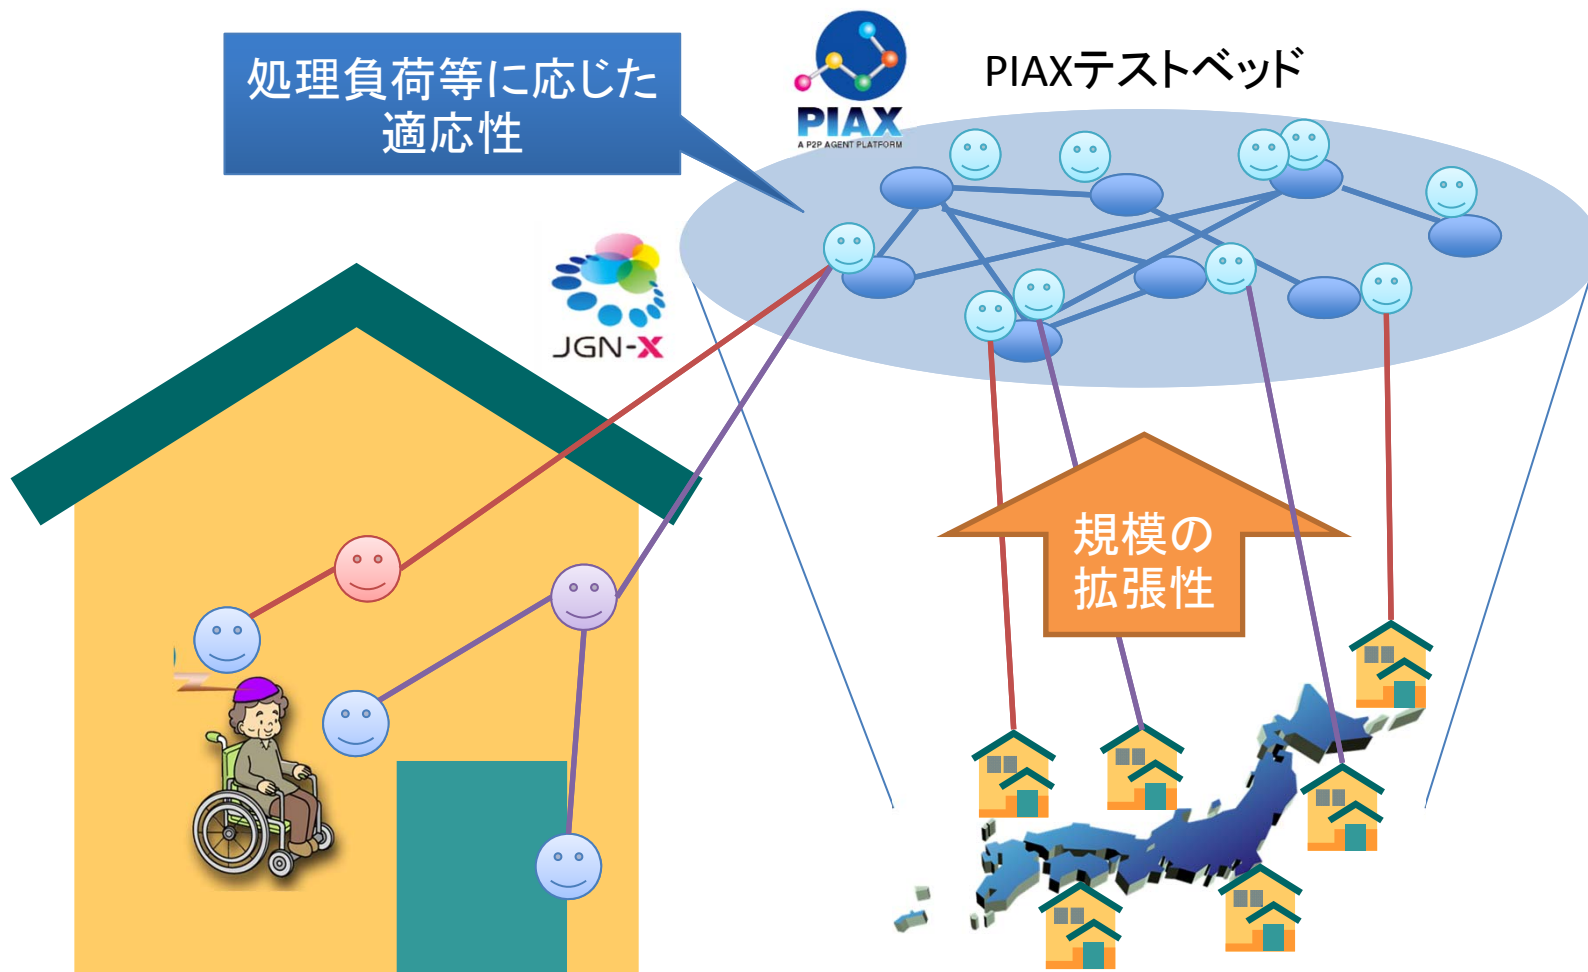 処理負荷等に応じた
適応性
PIAX
A P2P AGENT PLATFORM
PIAXテストベッド
JGN-X
規模の
拡張性